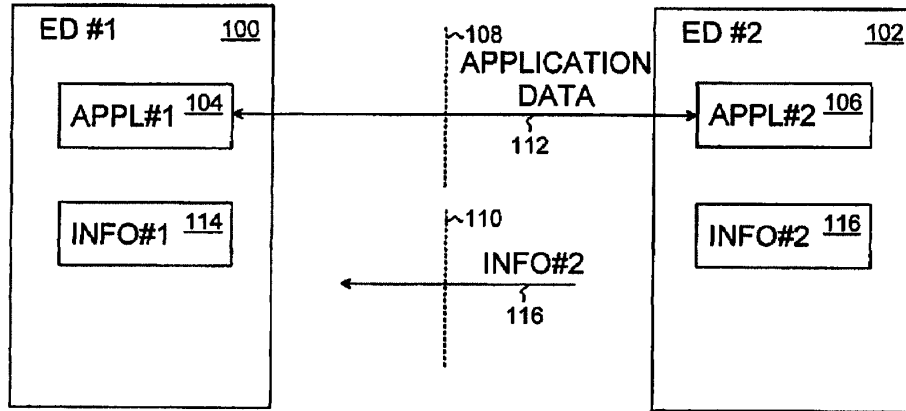 ED #1 100
108
ED #2 102
APPLICATION
DATA
APPL#1 104
APPL#2 106
112
110
INFO#1 114
INFO#2 116
INFO#2
116